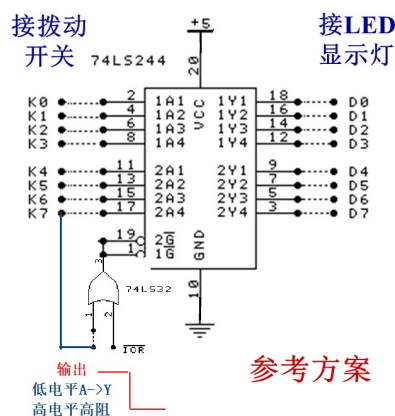 接拨动
开关
接LED
显示灯
+5
74LS244
20
K0 2 1A1 1Y1 18 D0
K1 4 1A2 1Y2 16 D1
K2 6 1A3 1Y3 14 D2
K3 8 1A4 1Y4 12 D3
VCC
K4 11 2A1 2Y1 9 D4
K5 13 2A2 2Y2 7 D5
K6 15 2A3 2Y3 5 D6
K7 17 2A4 2Y4 3 D7
19 2G
1 1G
GND
10
3
74LS32
1 2
IOR
输出
低电平A->Y
高电平高阻
参考方案